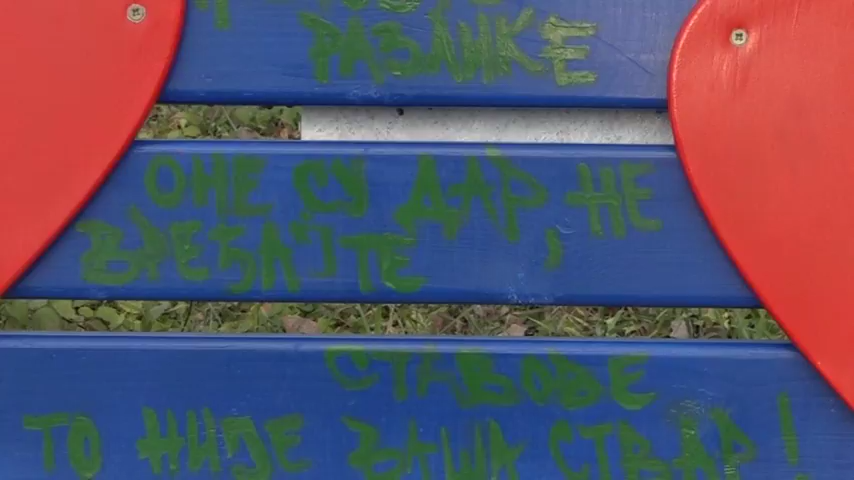 РАЗЛИКЕ
ОНЕ СУ ДАР, НЕ
ВРЕЂАЈТЕ
СТАВОВЕ
ТО НИЈЕ ВАША СТВАР!